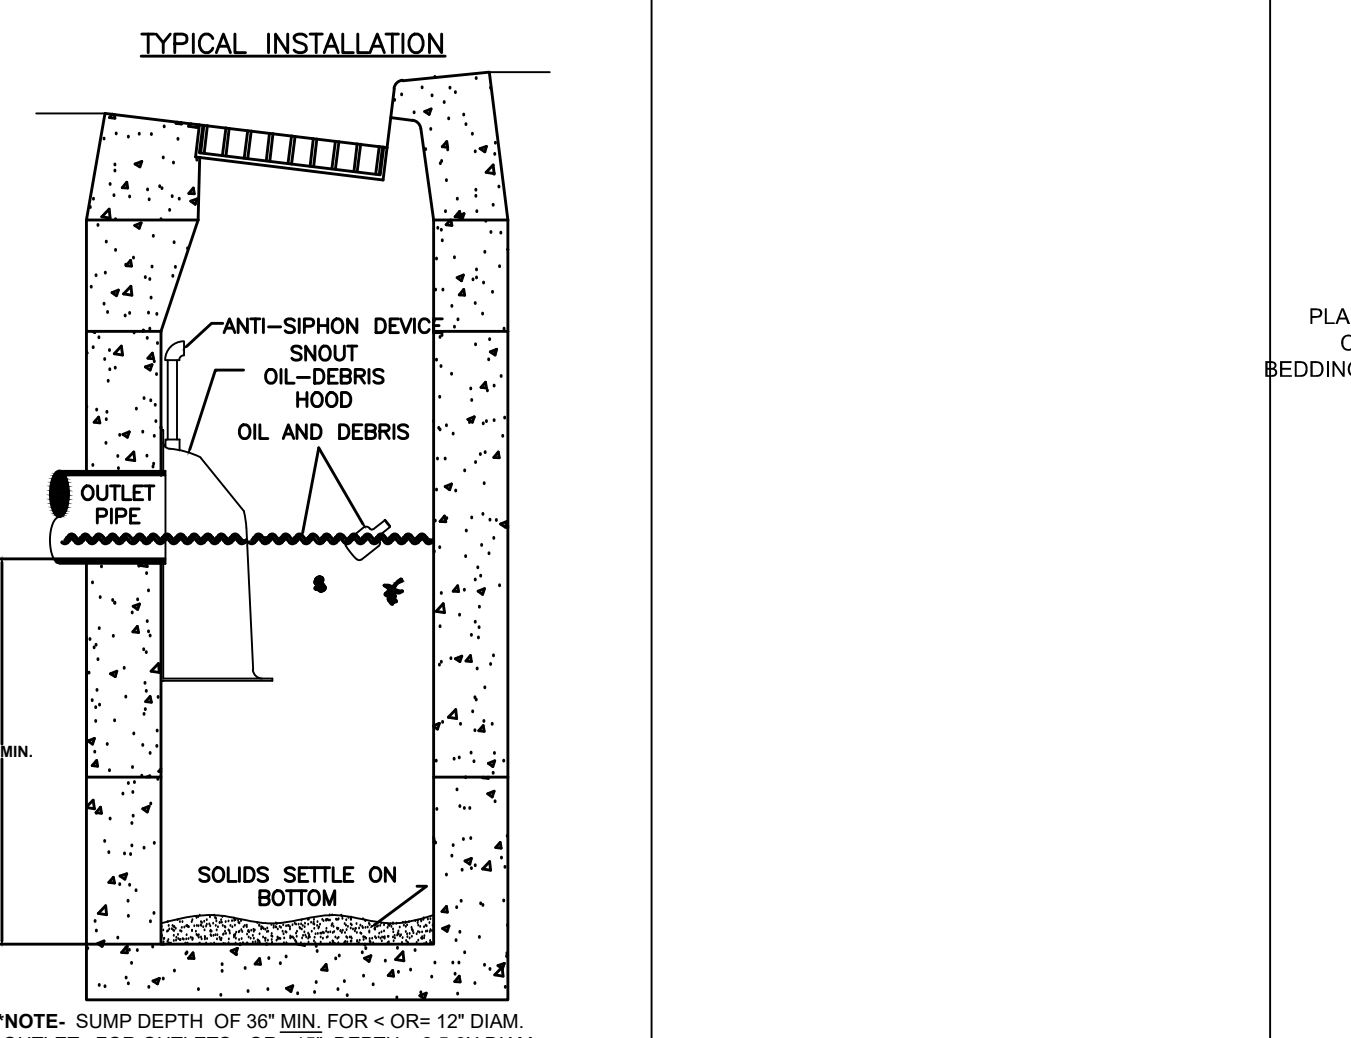 TYPICAL INSTALLATION
ANTI-SIPHON DEVICE
SNOUT
OIL-DEBRIS
HOOD
OIL AND DEBRIS
OUTLET
PIPE
MIN.
SOLIDS SETTLE ON
BOTTOM
*NOTE- SUMP DEPTH OF 36" MIN. FOR < OR= 12" DIAM.
BEDDING